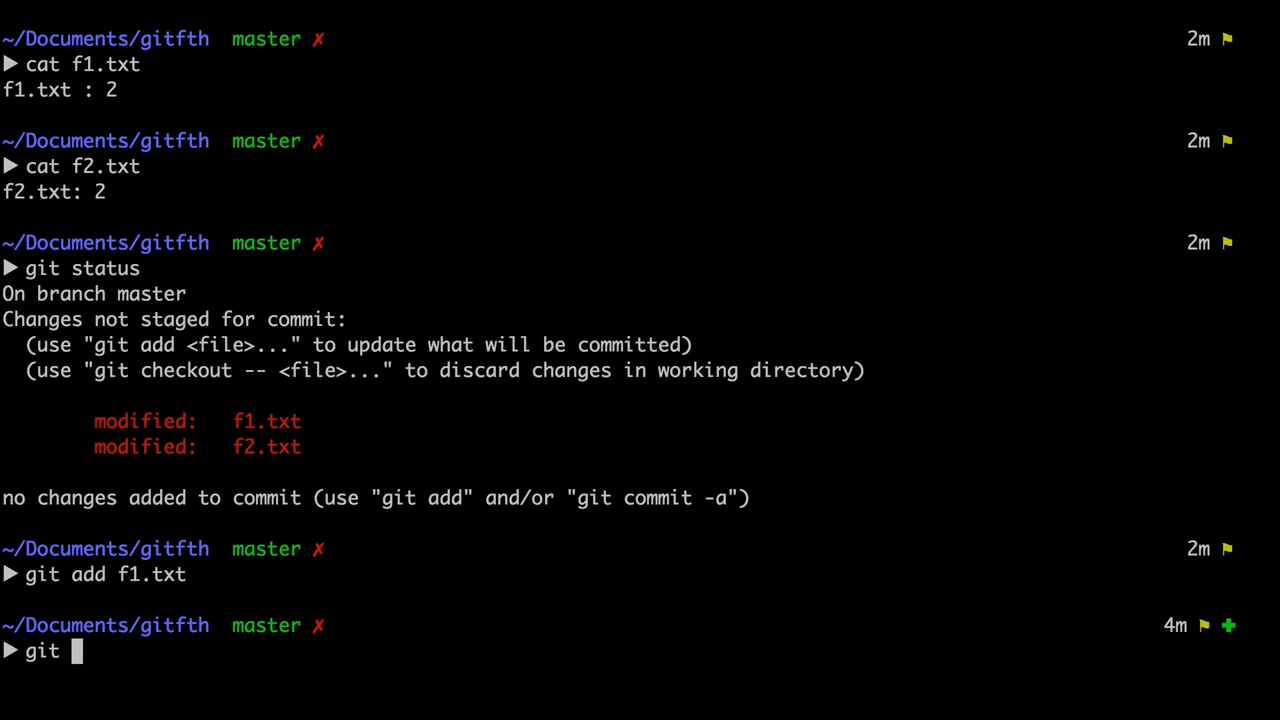 ~/Documents/gitfth master ✗ 2m ⚑
▶ cat f1.txt
f1.txt : 2
~/Documents/gitfth master ✗ 2m ⚑
▶ cat f2.txt
f2.txt: 2
~/Documents/gitfth master ✗ 2m ⚑
▶ git status
On branch master
Changes not staged for commit:
  (use "git add <file>..." to update what will be committed)
  (use "git checkout -- <file>..." to discard changes in working directory)
        modified:   f1.txt
        modified:   f2.txt
no changes added to commit (use "git add" and/or "git commit -a")
~/Documents/gitfth master ✗ 2m ⚑
▶ git add f1.txt
~/Documents/gitfth master ✗ 4m ⚑ ✚
▶ git